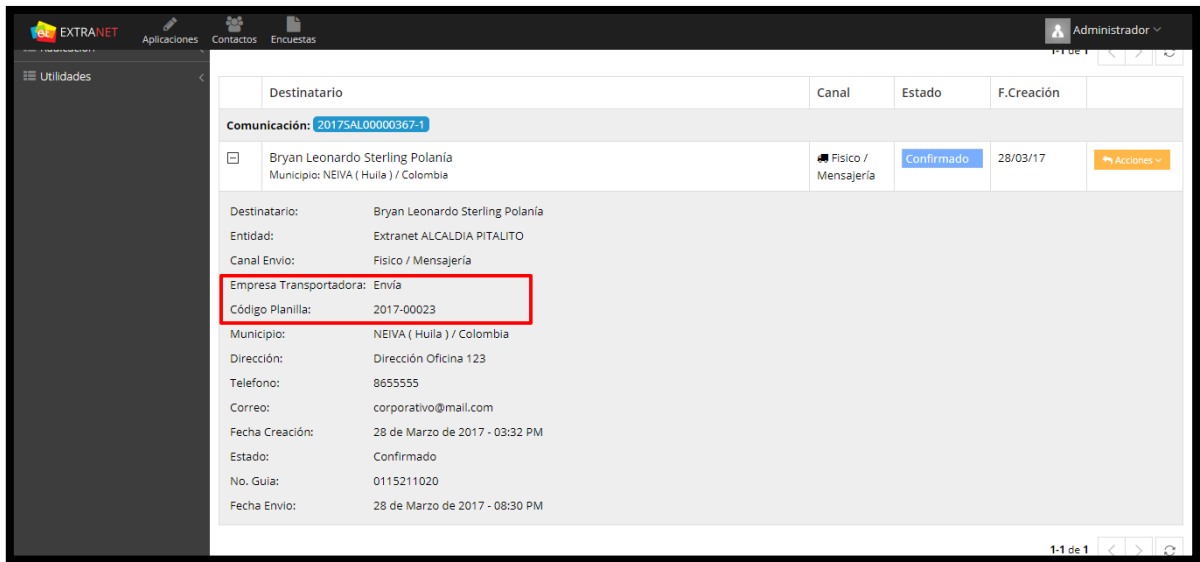 eL EXTRANET
Aplicaciones Contactos Encuestas
Administrador
Radicación
1-1 de 1
Utilidades
Destinatario Canal Estado F.Creación
Comunicación: 2017SAL00000367-1
Bryan Leonardo Sterling Polanía Fisico / Confirmado 28/03/17 Acciones
Municipio: NEIVA ( Huila ) / Colombia Mensajería
Destinatario: Bryan Leonardo Sterling Polanía
Entidad: Extranet ALCALDIA PITALITO
Canal Envio: Fisico / Mensajería
Empresa Transportadora: Envía
Código Planilla: 2017-00023
Municipio: NEIVA ( Huila ) / Colombia
Dirección: Dirección Oficina 123
Telefono: 8655555
Correo: corporativo@mail.com
Fecha Creación: 28 de Marzo de 2017 - 03:32 PM
Estado: Confirmado
No. Guia: 0115211020
Fecha Envio: 28 de Marzo de 2017 - 08:30 PM
1-1 de 1